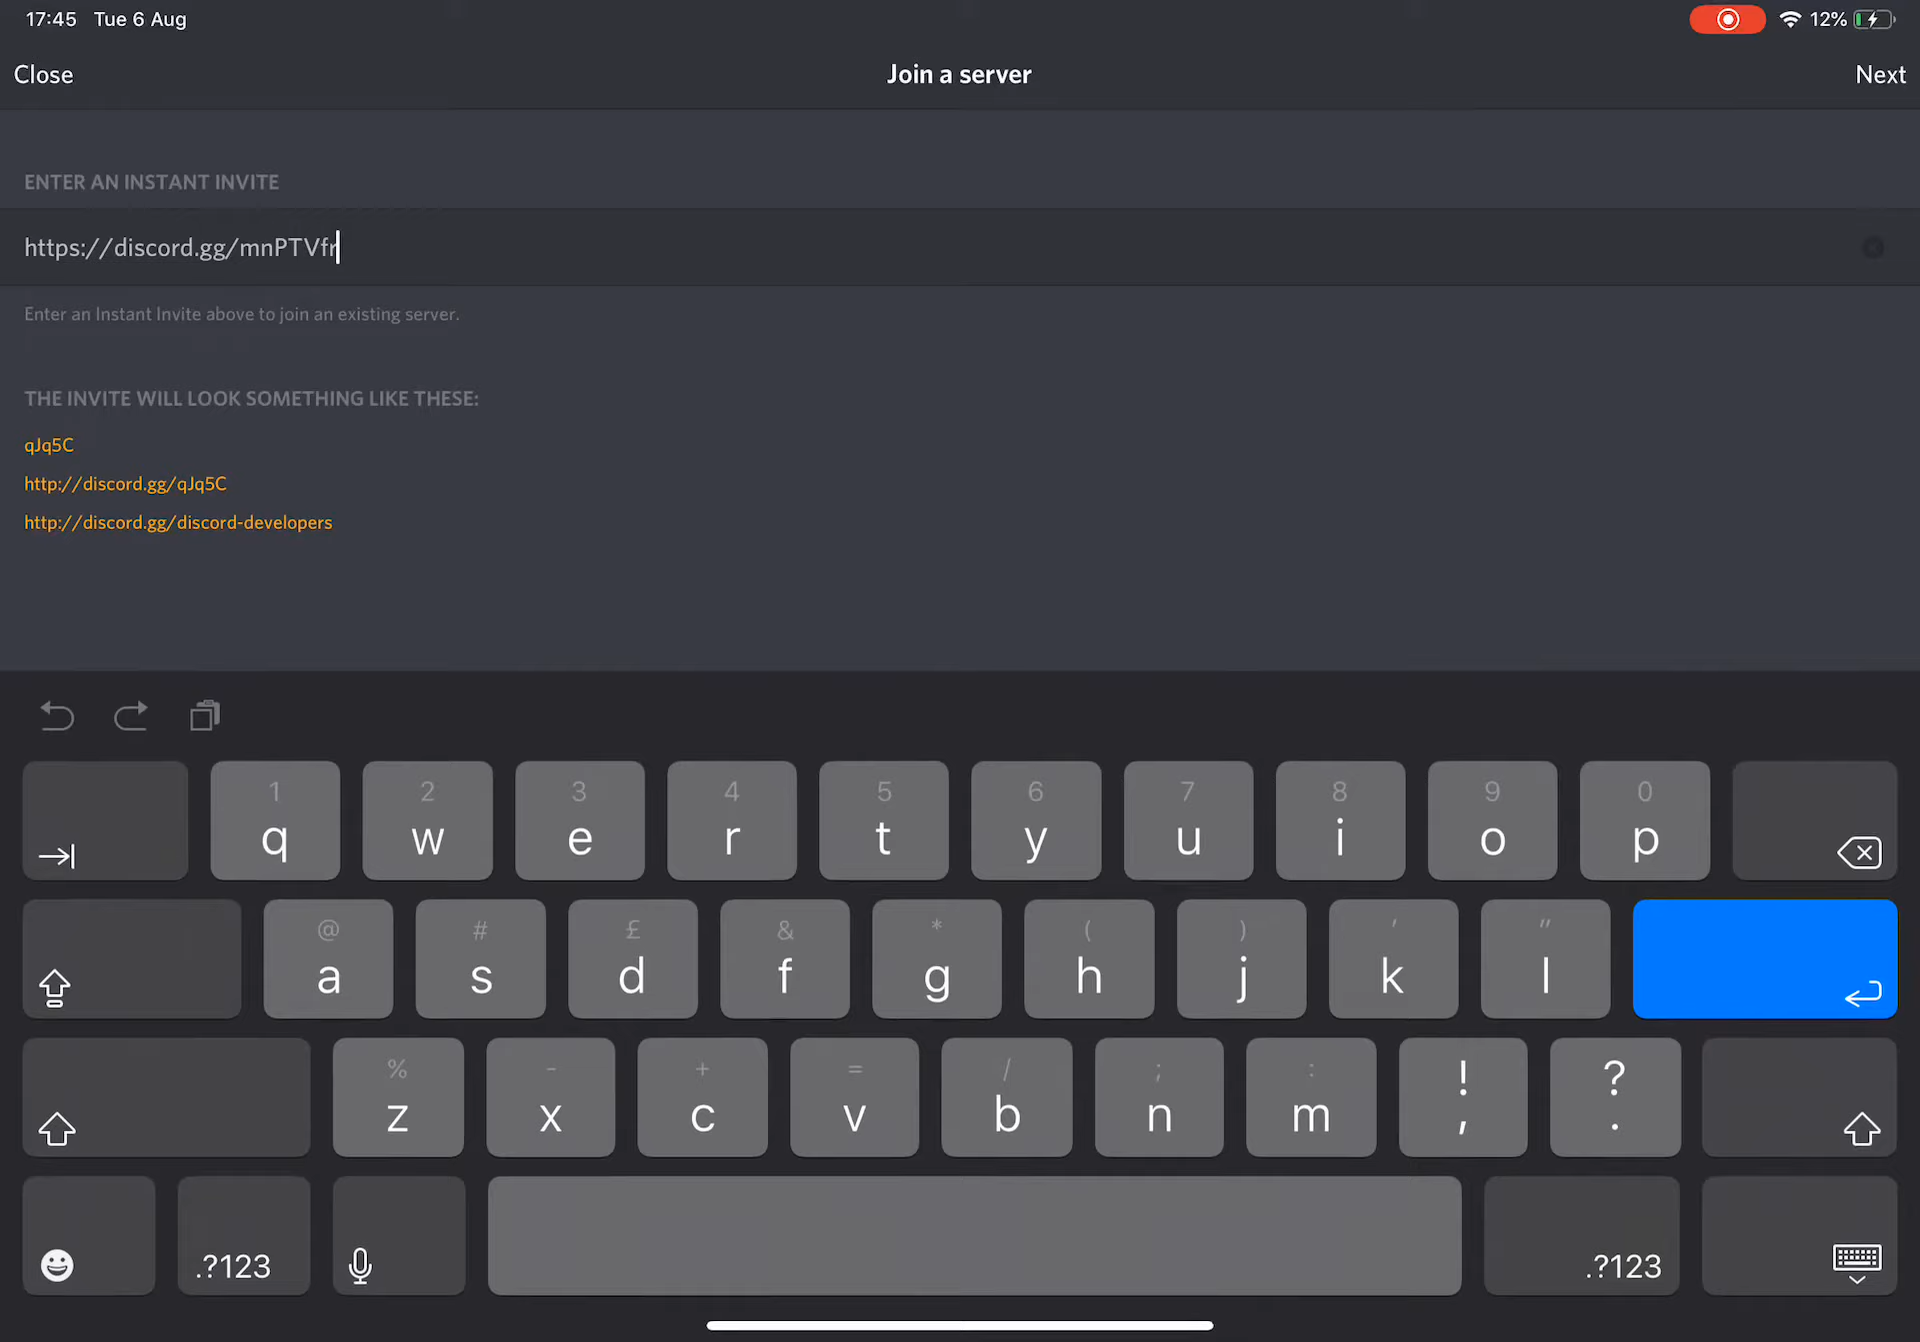 17:45 Tue 6 Aug 12%
Close Join a server Next
ENTER AN INSTANT INVITE
https://discord.gg/mnPTVfr
Enter an Instant Invite above to join an existing server.
THE INVITE WILL LOOK SOMETHING LIKE THESE:
qJq5C
http://discord.gg/qJq5C
http://discord.gg/discord-developers
1 2 3 4 5 6 7 8 9 0
q w e r t y u i o p
@ # £ & * ( ) ' "
a s d f g h j k l
% - + = / ; : ! ?
z x c v b n m , .
.?123 .?123